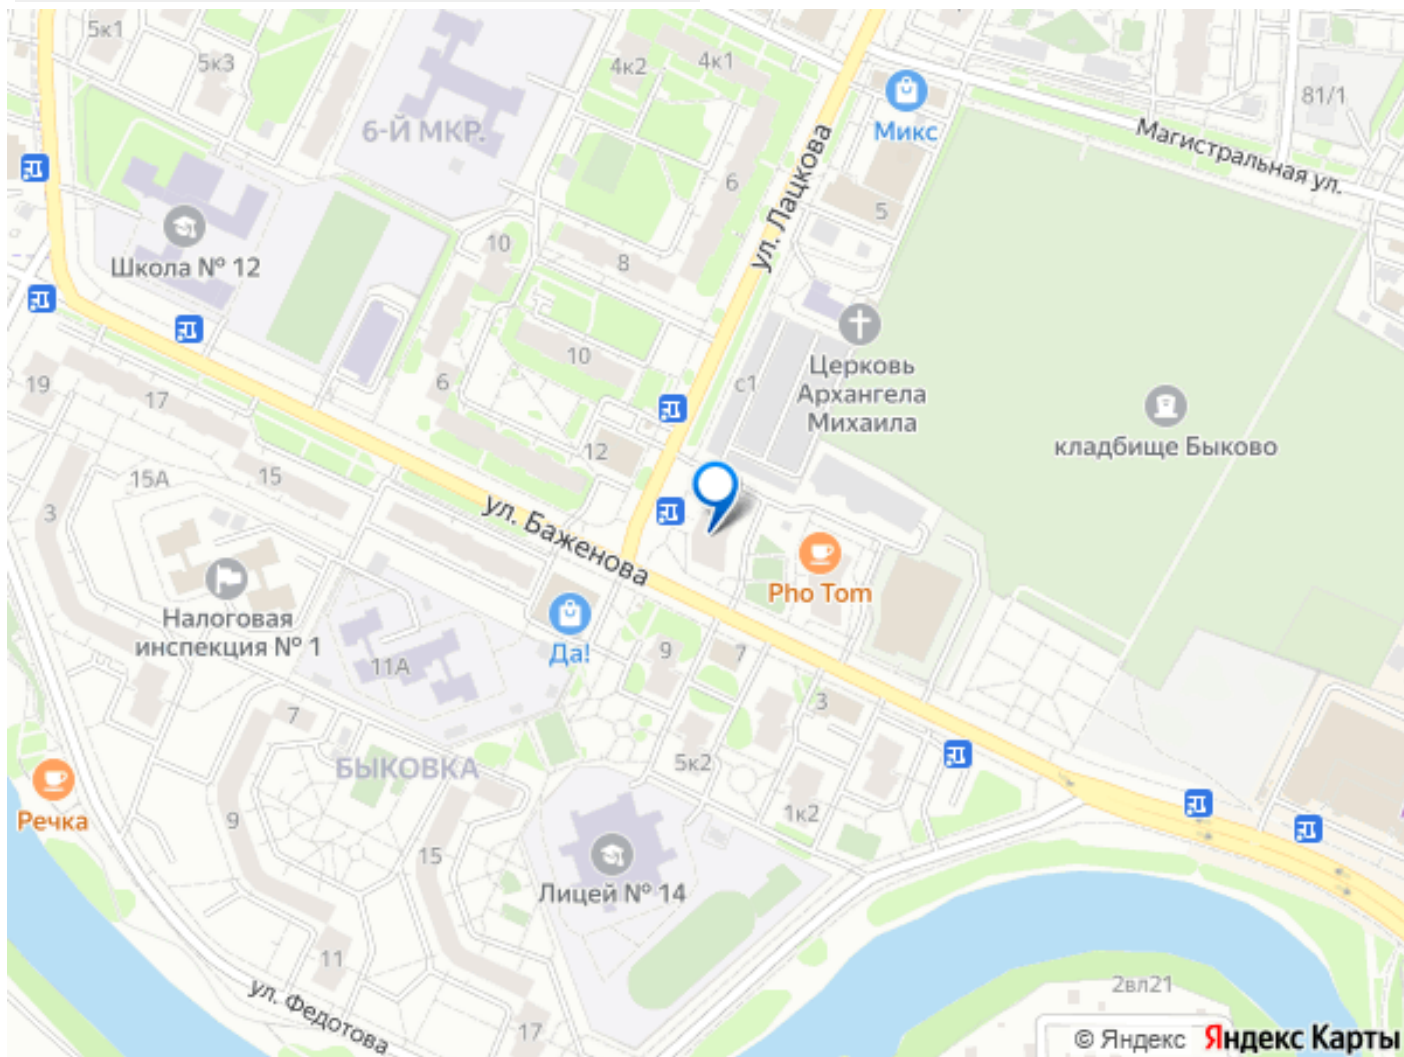 5к1
5к3
4к2
4к1
6-Й МКР.
Микс
81/1
Магистральная ул.
ул. Лацкова
6
5
Школа № 12
10
8
10
с1
Церковь
Архангела
Михаила
кладбище Быково
19
17
6
12
15А
15
3
ул. Баженова
Налоговая
инспекция № 1
11А
Да!
Pho Tom
9
7
3
7
БЫКОВКА
5к2
1к2
Речка
9
15
Лицей № 14
11
17
ул. Федотова
2вл21
© Яндекс Яндекс Карты